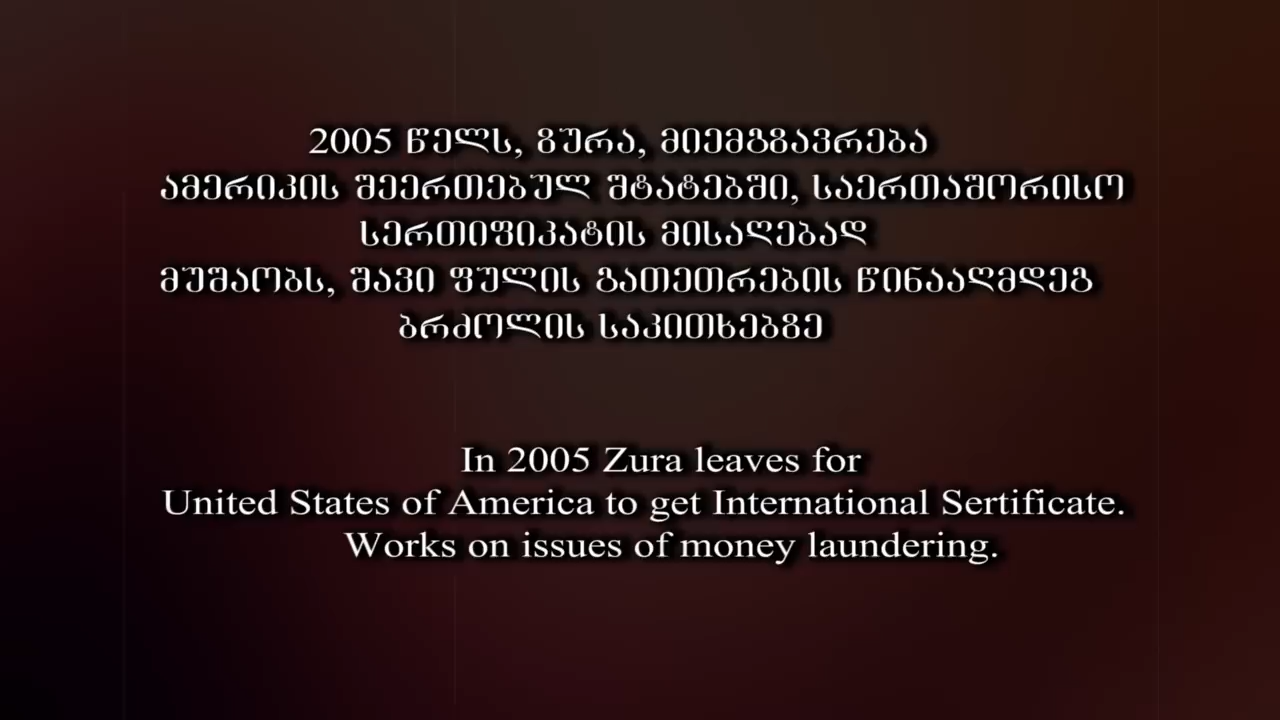 2005 წელს, ზურა, მიემგზავრება
ამერიკის შეერთებულ შტატებში, საერთაშორისო
სერთიფიკატის მისაღებად
მუშაობს, შავი ფულის გათეთრების წინააღმდეგ
ბრძოლის საკითხებზე
In 2005 Zura leaves for
United States of America to get International Sertificate.
Works on issues of money laundering.